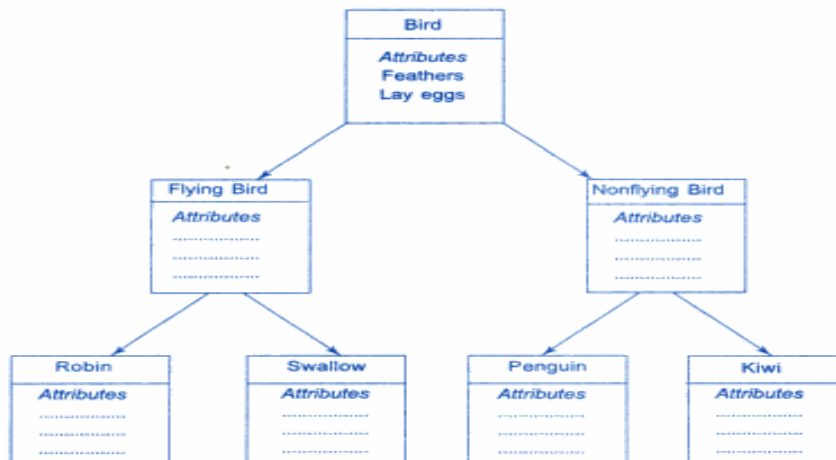 Bird
Attributes
Feathers
Lay eggs
Flying Bird
Attributes
Nonflying Bird
Attributes
Robin
Attributes
Swallow
Attributes
Penguin
Attributes
Kiwi
Attributes